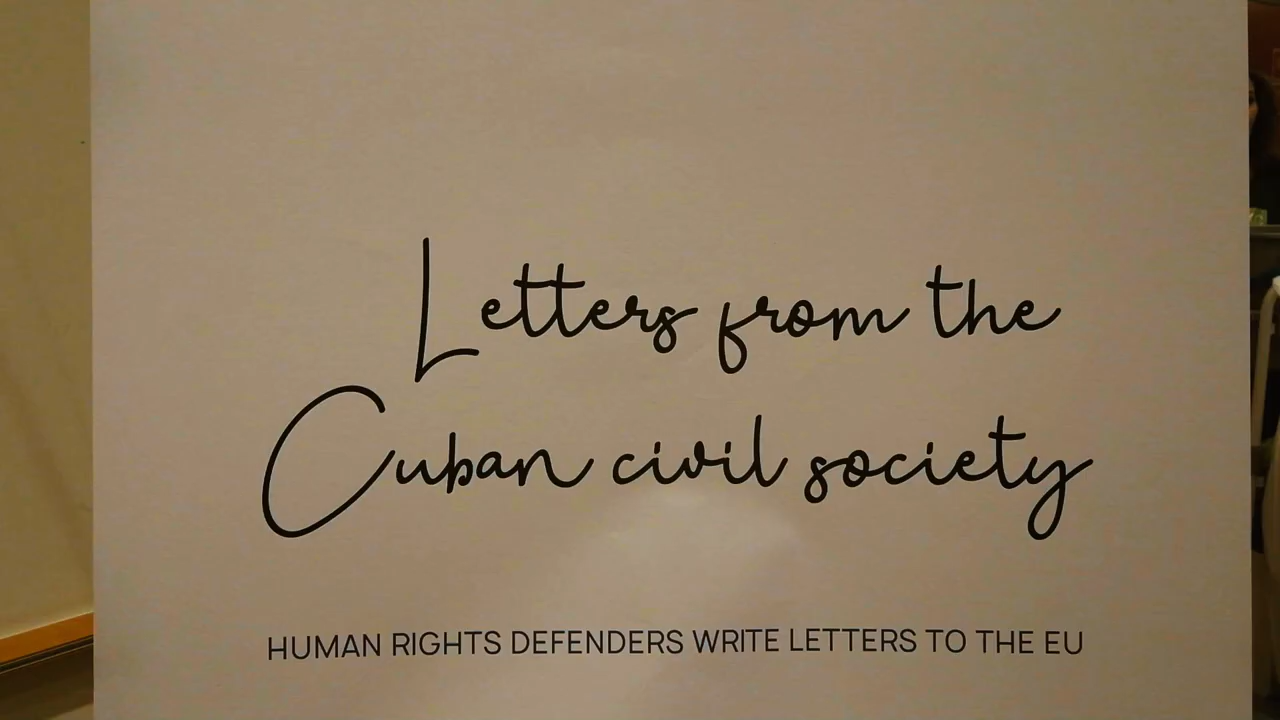 Letters from the
Cuban civil society
HUMAN RIGHTS DEFENDERS WRITE LETTERS TO THE EU